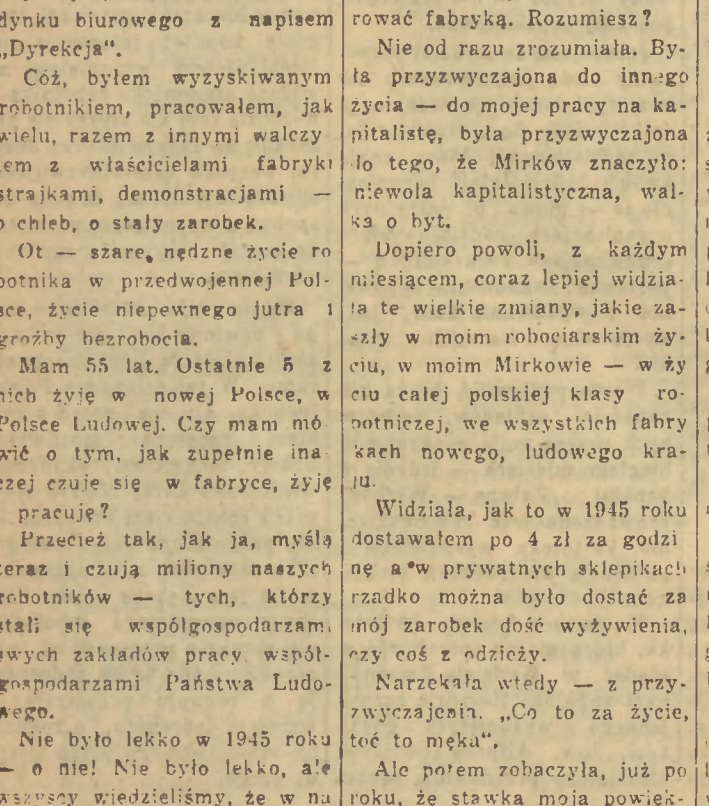 dynku biurowego z napisem
„Dyrekcja“.
Cóż, byłem wyzyskiwanym
robotnikiem, pracowałem, jak
wielu, razem z innymi walczy
łem z właścicielami fabryki
strajkami, demonstracjami —
o chleb, o stały zarobek.
Ot — szare, nędzne życie ro
botnika w przedwojennej Pol-
sce, życie niepewnego jutra i
groźby bezrobocia.
Mam 55 lat. Ostatnie 5 z
nich żyję w nowej Polsce, w
Polsce Ludowej. Czy mam mó
wić o tym, jak zupełnie ina
czej czuje się w fabryce, żyję
pracuję?
Przecież tak, jak ja, myślą
teraz i czują miliony naszych
robotników — tych, którzy
stali się współgospodarzami
swych zakładów pracy, współ-
gospodarzami Państwa Ludo-
wego.
Nie było lekko w 1945 roku
— o nie! Nie było lekko, ale
wszyscy wiedzieliśmy, że w na
rować fabryką. Rozumiesz?
Nie od razu zrozumiała. By-
ła przyzwyczajona do innego
życia — do mojej pracy na ka-
pitalistę, była przyzwyczajona
do tego, że Mirków znaczyło:
niewola kapitalistyczna, wal-
ka o byt.
Dopiero powoli, z każdym
miesiącem, coraz lepiej widzia-
ła te wielkie zmiany, jakie za-
szły w moim robociarskim ży-
ciu, w moim Mirkowie — w ży
ciu całej polskiej klasy ro-
botniczej, we wszystkich fabry
kach nowego, ludowego kra-
ju.
Widziała, jak to w 1945 roku
dostawałem po 4 zł za godzi
nę a w prywatnych sklepikach
rzadko można było dostać za
mój zarobek dość wyżywienia,
czy coś z odzieży.
Narzekała wtedy — z przy-
zwyczajenia. „Co to za życie,
toć to męka“.
Ale potem zobaczyła, już po
roku, że stawka moja powięk-